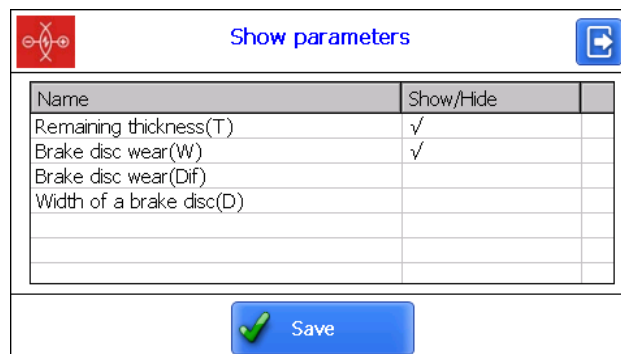 Show parameters
Name Show/Hide
Remaining thickness(T) √
Brake disc wear(W) √
Brake disc wear(Dif)
Width of a brake disc(D)
Save